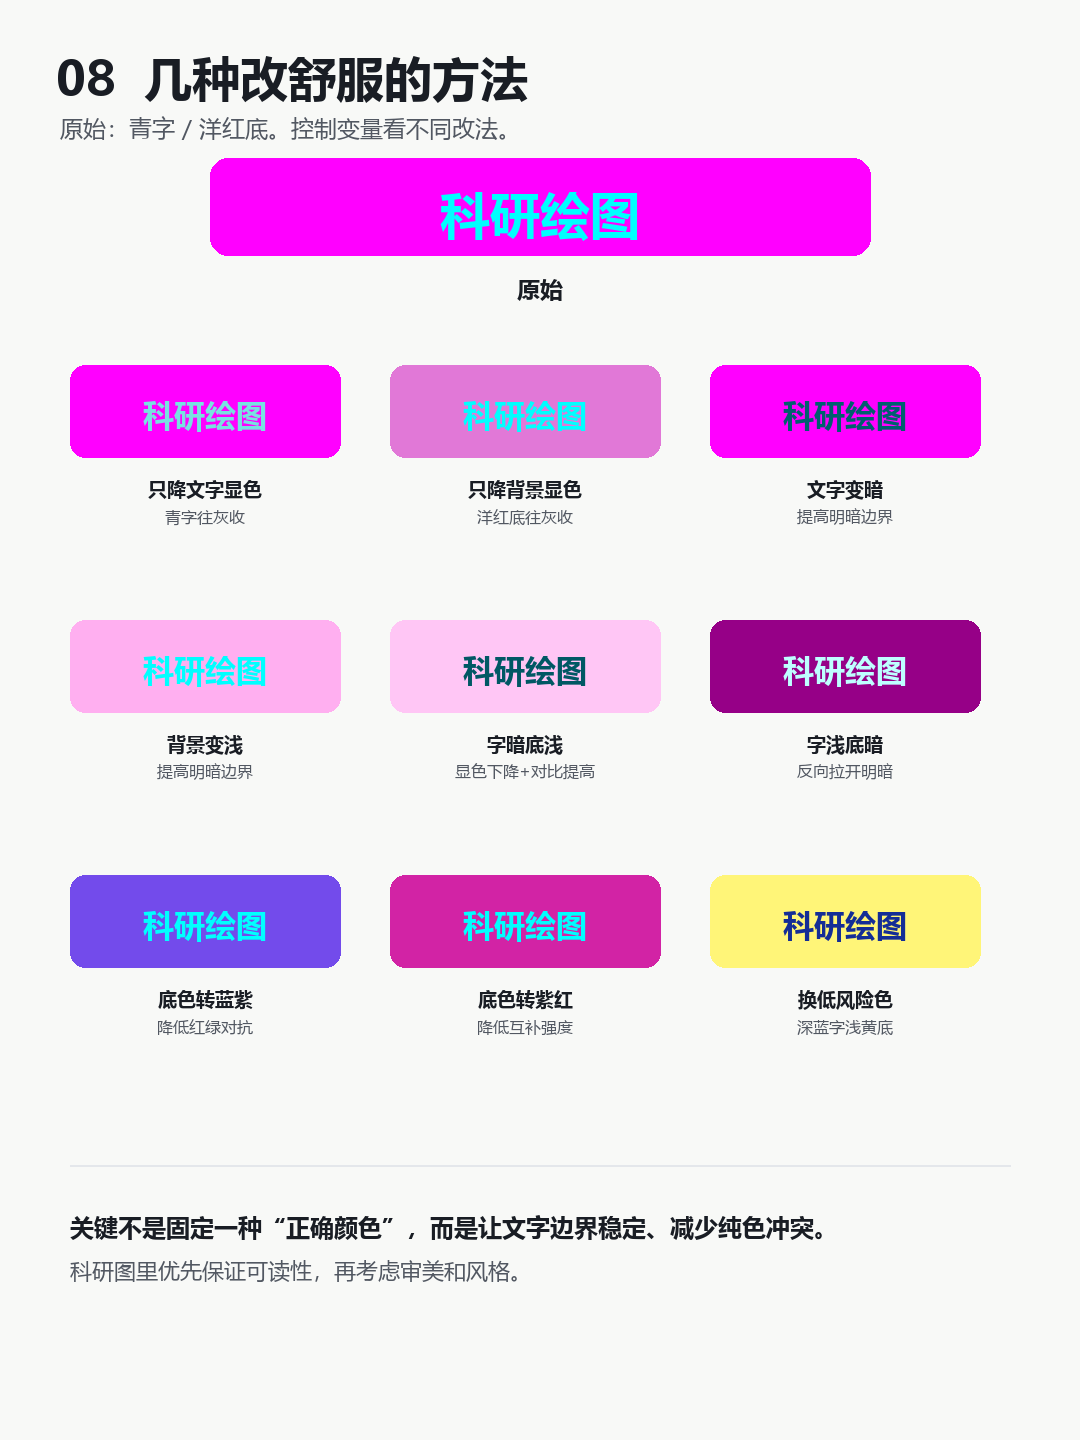 08 几种改舒服的方法
原始：青字 / 洋红底。控制变量看不同改法。
科研绘图
原始
科研绘图
科研绘图
科研绘图
只降文字显色
只降背景显色
文字变暗
青字往灰收
洋红底往灰收
提高明暗边界
科研绘图
科研绘图
科研绘图
背景变浅
字暗底浅
字浅底暗
提高明暗边界
显色下降+对比提高
反向拉开明暗
科研绘图
科研绘图
科研绘图
底色转蓝紫
底色转紫红
换低风险色
降低红绿对抗
降低互补强度
深蓝字浅黄底
关键不是固定一种“正确颜色”，而是让文字边界稳定、减少纯色冲突。
科研图里优先保证可读性，再考虑审美和风格。